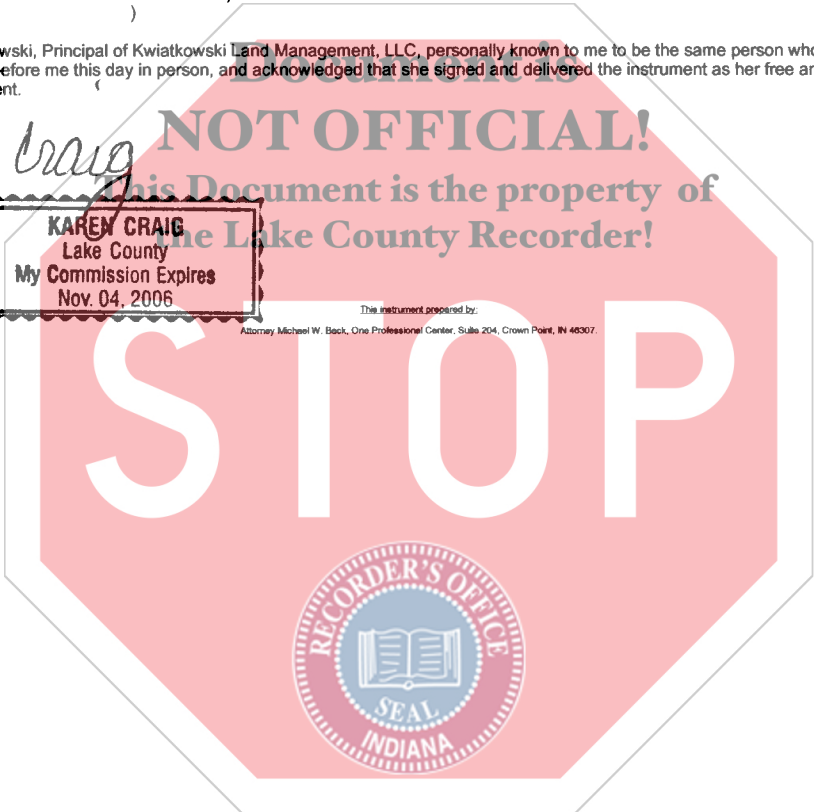 )
wski, Principal of Kwiatkowski Land Management, LLC, personally known to me to be the same person who
efore me this day in person, and acknowledged that she signed and delivered the instrument as her free an
ent.
Document is
NOT OFFICIAL!
This Document is the property of
the Lake County Recorder!
Craig
KAREN CRAIG
Lake County
My Commission Expires
Nov. 04, 2006
This instrument prepared by:
Attorney Michael W. Back, One Professional Center, Suite 204, Crown Point, IN 46307.
STOP
RECORDER'S OFFICE
SEAL
INDIANA